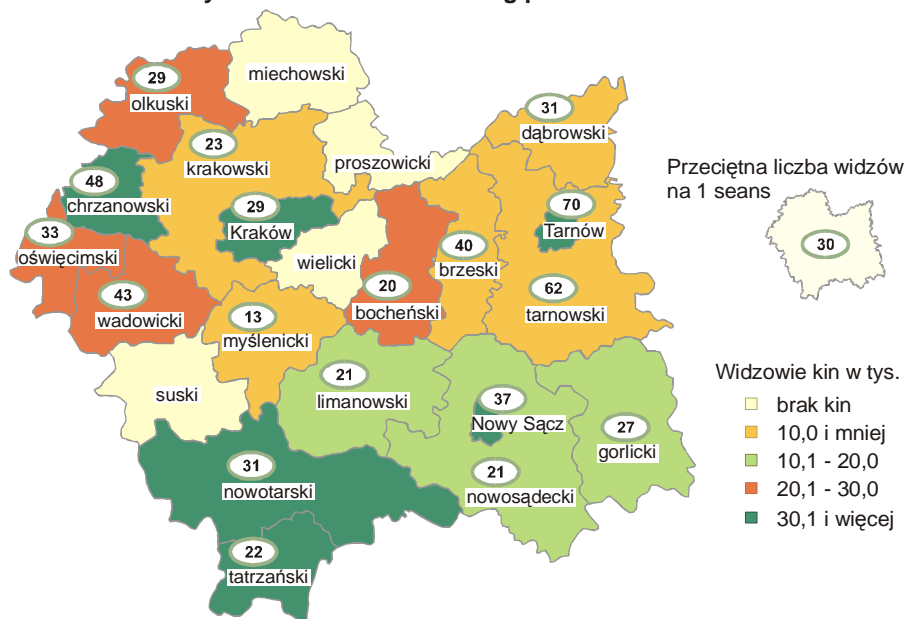 miechowski
29
olkuski
31
dąbrowski
23
krakowski
proszowicki
Przeciętna liczba widzów
na 1 seans
48
chrzanowski
29
Kraków
70
Tarnów
33
oświęcimski
wielicki
40
brzeski
30
43
wadowicki
20
bocheński
62
tarnowski
13
myślenicki
suski
21
limanowski
37
Nowy Sącz
27
gorlicki
31
nowotarski
21
nowosądecki
22
tatrzański
Widzowie kin w tys.
brak kin
10,0 i mniej
10,1 - 20,0
20,1 - 30,0
30,1 i więcej